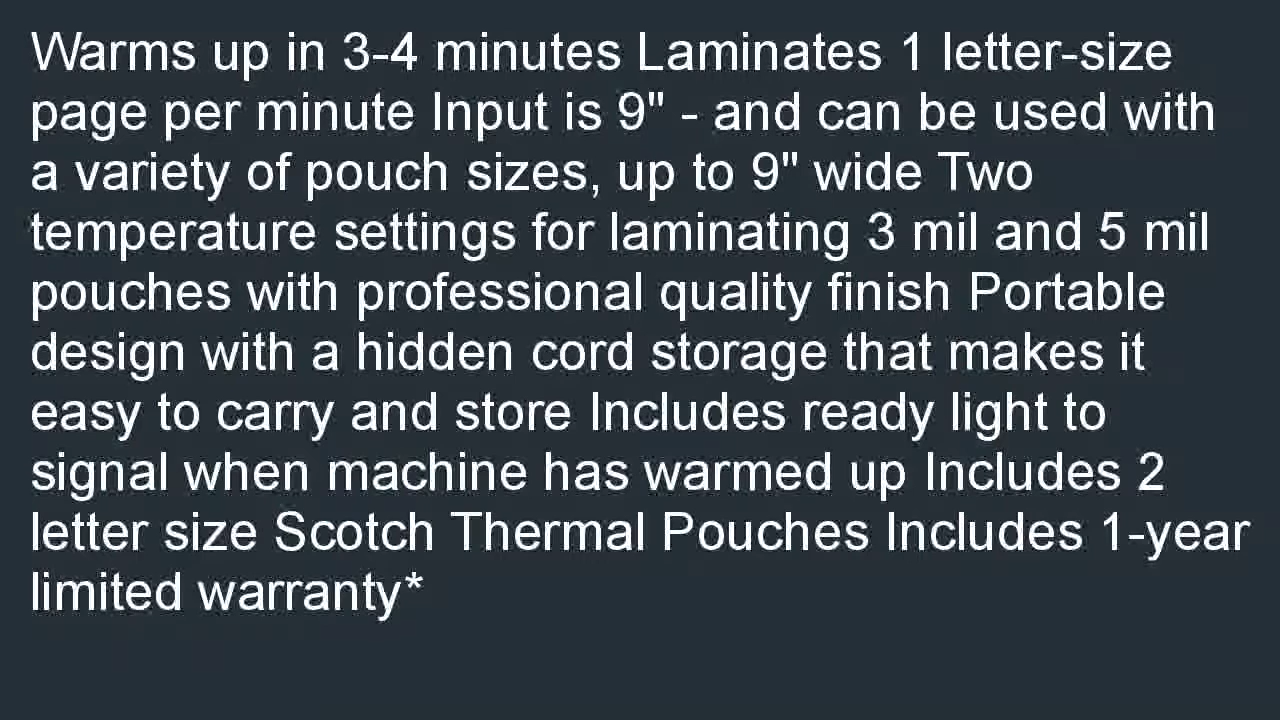 Warms up in 3-4 minutes Laminates 1 letter-size
page per minute Input is 9" - and can be used with
a variety of pouch sizes, up to 9" wide Two
temperature settings for laminating 3 mil and 5 mil
pouches with professional quality finish Portable
design with a hidden cord storage that makes it
easy to carry and store Includes ready light to
signal when machine has warmed up Includes 2
letter size Scotch Thermal Pouches Includes 1-year
limited warranty*